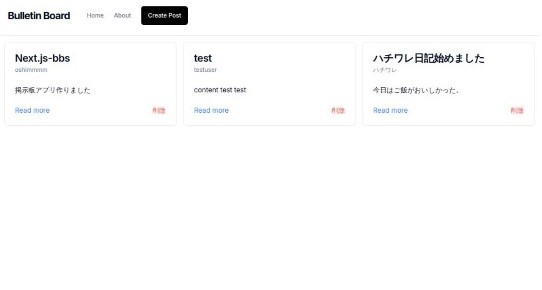 Bulletin Board
Home
About
Create Post
Next.js-bbs
oshimmmm
掲示板アプリ作りました
Read more
削除
test
testuser
content test test
Read more
削除
ハチワレ日記始めました
ハチワレ
今日はご飯がおいしかった。
Read more
削除